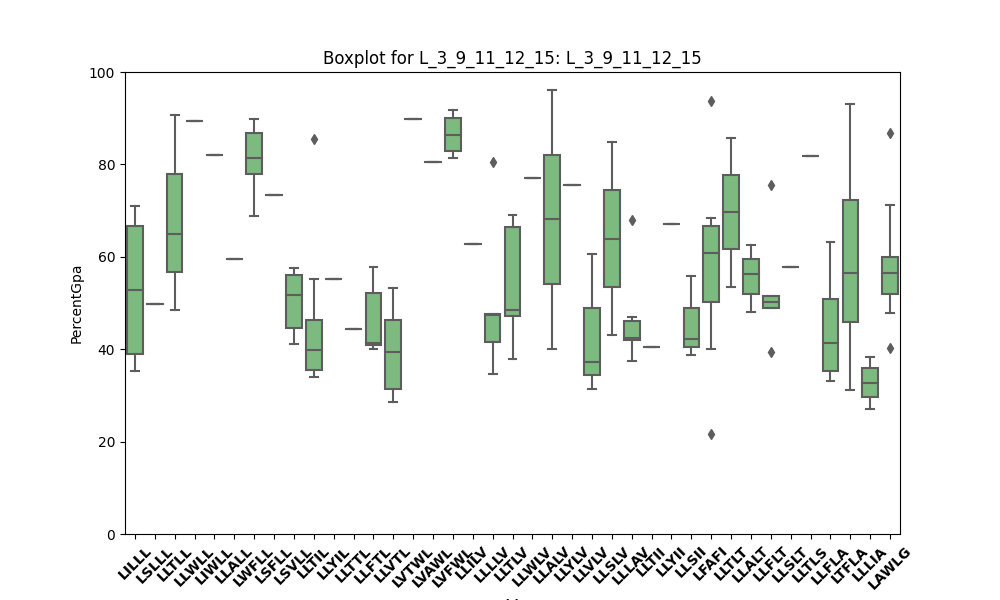 Boxplot for L_3_9_11_12_15: L_3_9_11_12_15
PercentGpa
100
80
60
40
20
0
LILLL
LSLLL
LLTLL
LLWLL
LIWLL
LLALL
LWFLL
LSFLL
LSVLL
LLTIL
LLYIL
LLTTL
LLFTL
LLVTL
LVTWL
LVAWL
LVFWL
LLILV
LLLLV
LLTLV
LLWLV
LLALV
LLYLV
LLVLV
LLSLV
LLLAV
LLTII
LLYII
LLSII
LFAFI
LLTLT
LLALT
LLFLT
LLSLT
LLTLS
LLFLA
LTFLA
LLLIA
LAWLG